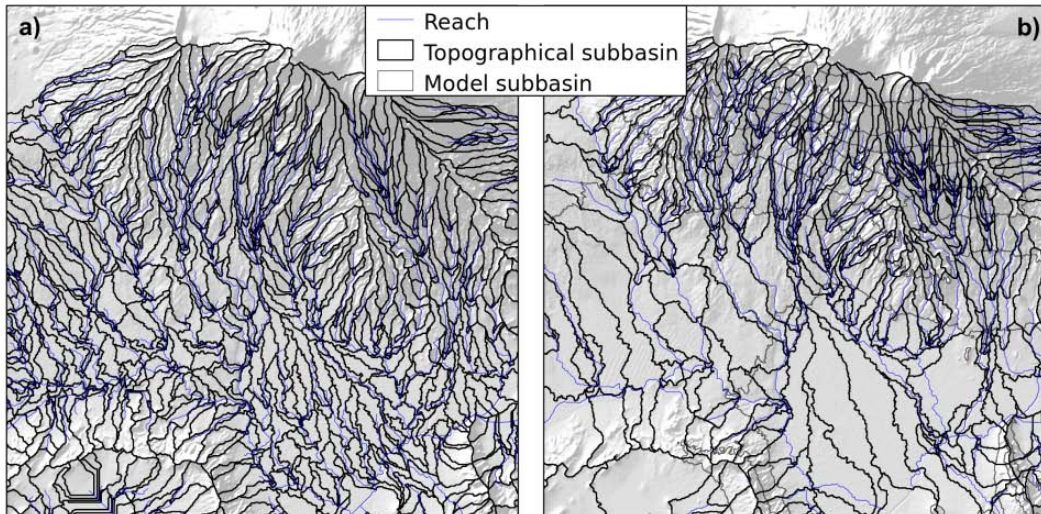 a)
Reach
Topographical subbasin
Model subbasin
b)